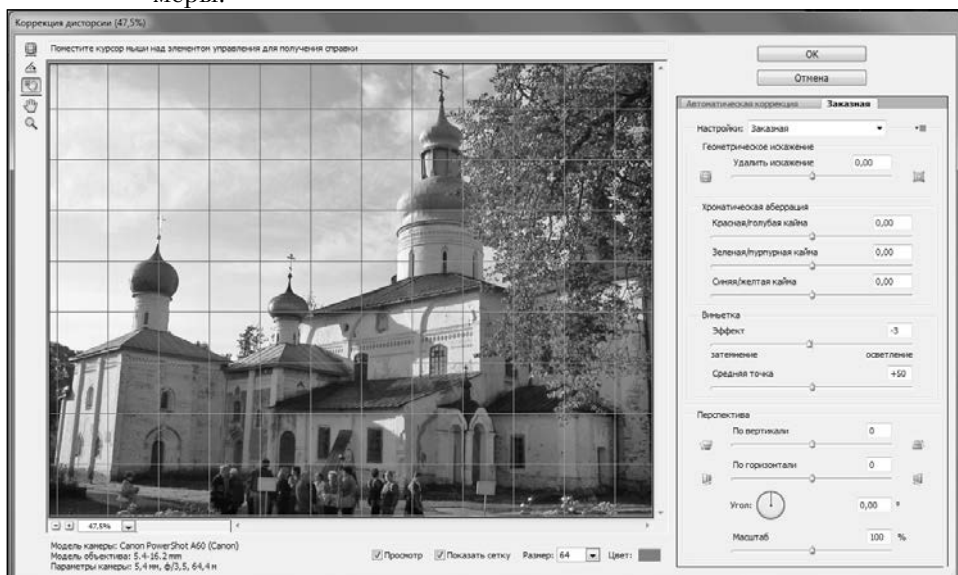 меры.
Коррекция дисторсии (47,5%)
Поместите курсор мыши над элементом управления для получения справки
ОК
Отмена
Автоматическая коррекция Заказная
Настройки: Заказная
Геометрическое искажение
Удалить искажение 0,00
Хроматическая аберрация
Красная/голубая кайма 0,00
Зеленая/пурпурная кайма 0,00
Синяя/желтая кайма 0,00
Виньетка
Эффект -3
затемнение осветление
Средняя точка +50
Перспектива
По вертикали 0
По горизонтали 0
Угол: 0,00 °
Масштаб 100 %
47,5%
Модель камеры: Canon PowerShot A60 (Canon)
Модель объектива: 5.4-16.2 mm
Параметры камеры: 5,4 мм, ф/3,5, 64,4 м
Просмотр Показать сетку Размер: 64 Цвет: